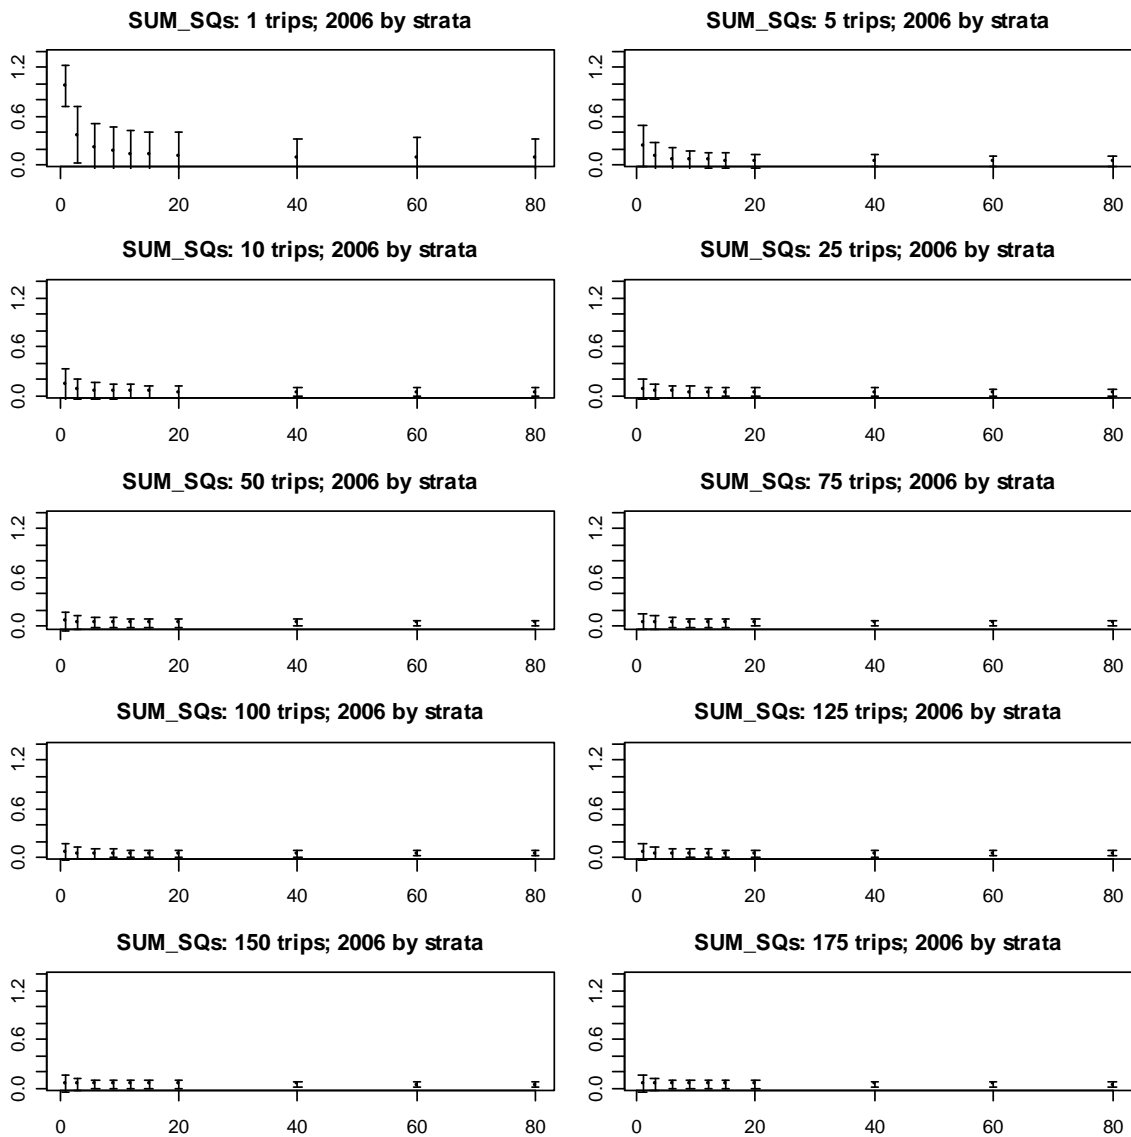 SUM_SQs: 1 trips; 2006 by strata
0.0 0.6 1.2
0 20 40 60 80
SUM_SQs: 5 trips; 2006 by strata
0.0 0.6 1.2
0 20 40 60 80
SUM_SQs: 10 trips; 2006 by strata
0.0 0.6 1.2
0 20 40 60 80
SUM_SQs: 25 trips; 2006 by strata
0.0 0.6 1.2
0 20 40 60 80
SUM_SQs: 50 trips; 2006 by strata
0.0 0.6 1.2
0 20 40 60 80
SUM_SQs: 75 trips; 2006 by strata
0.0 0.6 1.2
0 20 40 60 80
SUM_SQs: 100 trips; 2006 by strata
0.0 0.6 1.2
0 20 40 60 80
SUM_SQs: 125 trips; 2006 by strata
0.0 0.6 1.2
0 20 40 60 80
SUM_SQs: 150 trips; 2006 by strata
0.0 0.6 1.2
0 20 40 60 80
SUM_SQs: 175 trips; 2006 by strata
0.0 0.6 1.2
0 20 40 60 80